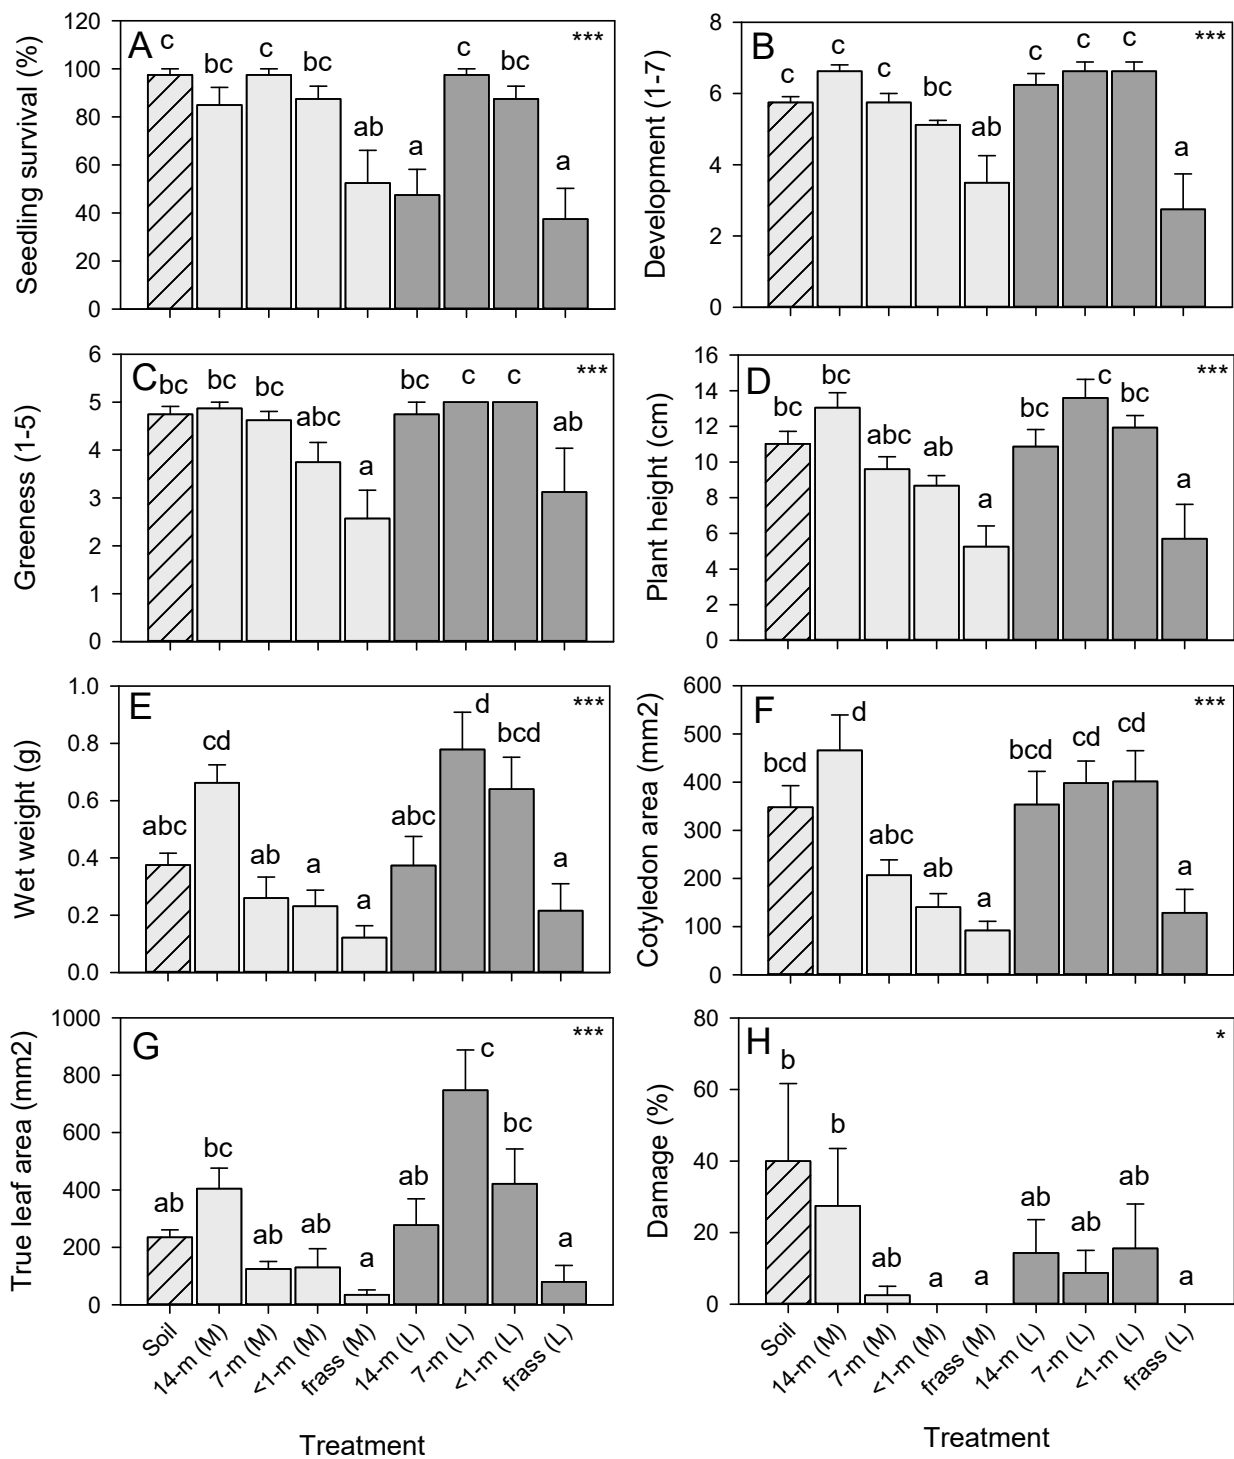 A
***
Seedling survival (%)
120
100
80
60
40
20
0
c
bc
c
bc
ab
a
c
bc
a
B
***
Development (1-7)
8
6
4
2
0
c
c
c
bc
ab
c
c
c
a
C
***
Greeness (1-5)
6
5
4
3
2
1
0
bc
bc
bc
abc
a
bc
c
c
ab
D
***
Plant height (cm)
16
14
12
10
8
6
4
2
0
bc
bc
abc
ab
a
bc
c
bc
a
E
***
Wet weight (g)
1.0
0.8
0.6
0.4
0.2
0.0
abc
cd
ab
a
a
abc
d
bcd
a
F
***
Cotyledon area (mm2)
600
500
400
300
200
100
0
bcd
d
abc
ab
a
bcd
cd
cd
a
G
***
True leaf area (mm2)
1000
800
600
400
200
0
ab
bc
ab
ab
a
ab
c
bc
a
Soil
14-m (M)
7-m (M)
<1-m (M)
frass (M)
14-m (L)
7-m (L)
<1-m (L)
frass (L)
Treatment
H
*
Damage (%)
80
60
40
20
0
b
b
ab
a
a
ab
ab
ab
a
Soil
14-m (M)
7-m (M)
<1-m (M)
frass (M)
14-m (L)
7-m (L)
<1-m (L)
frass (L)
Treatment